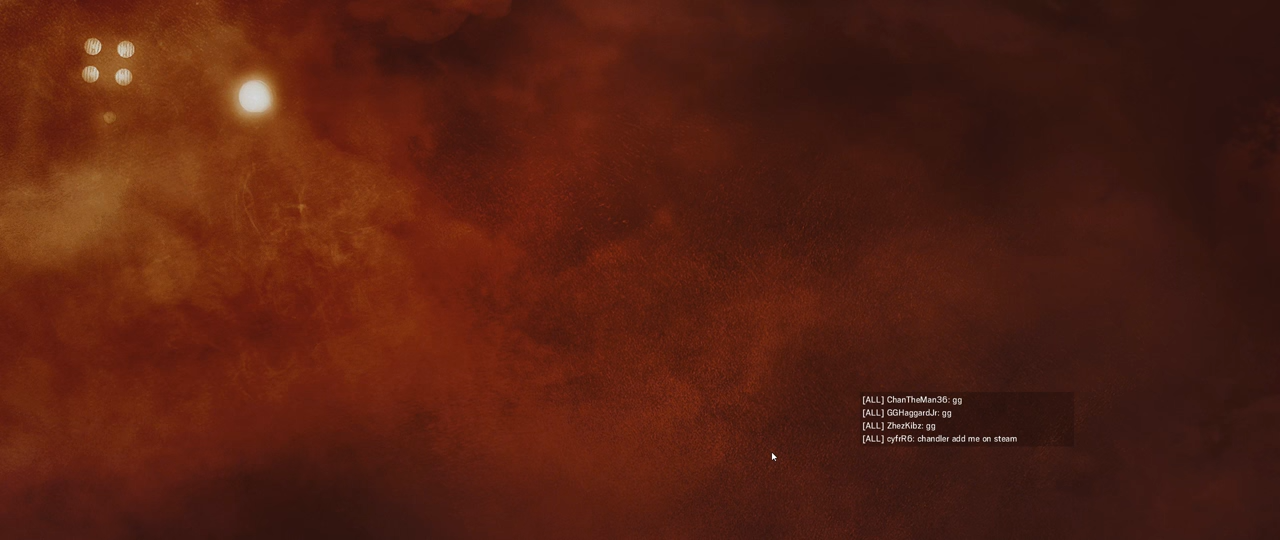 [ALL] ChanTheMan36: gg
[ALL] GGHaggardJr: gg
[ALL] ZhezKibz: gg
[ALL] cyfrR6: chandler add me on steam